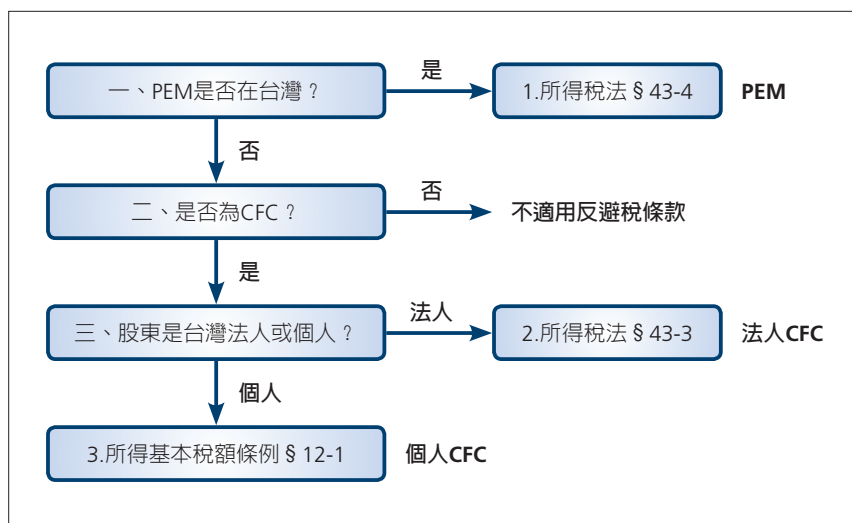 一、PEM是否在台灣？
是
1.所得稅法§43-4
PEM
否
二、是否為CFC？
否
不適用反避稅條款
是
三、股東是台灣法人或個人？
法人
2.所得稅法§43-3
法人CFC
個人
3.所得基本稅額條例§12-1
個人CFC